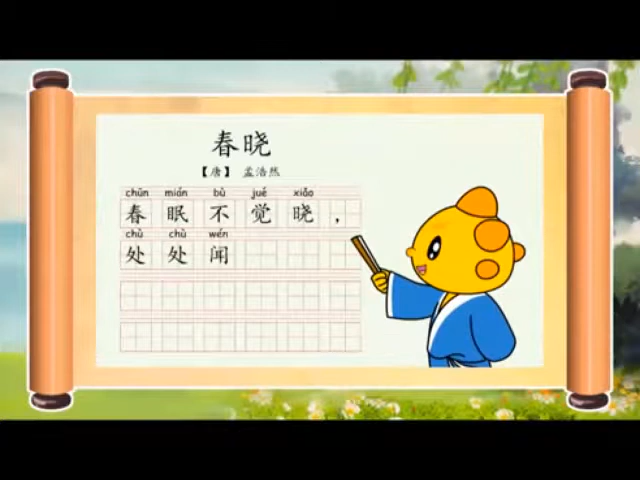 春晓
【唐】 孟浩然
chūn mián bù jué xiǎo
春眠不觉晓，
chù chù wén
处处闻